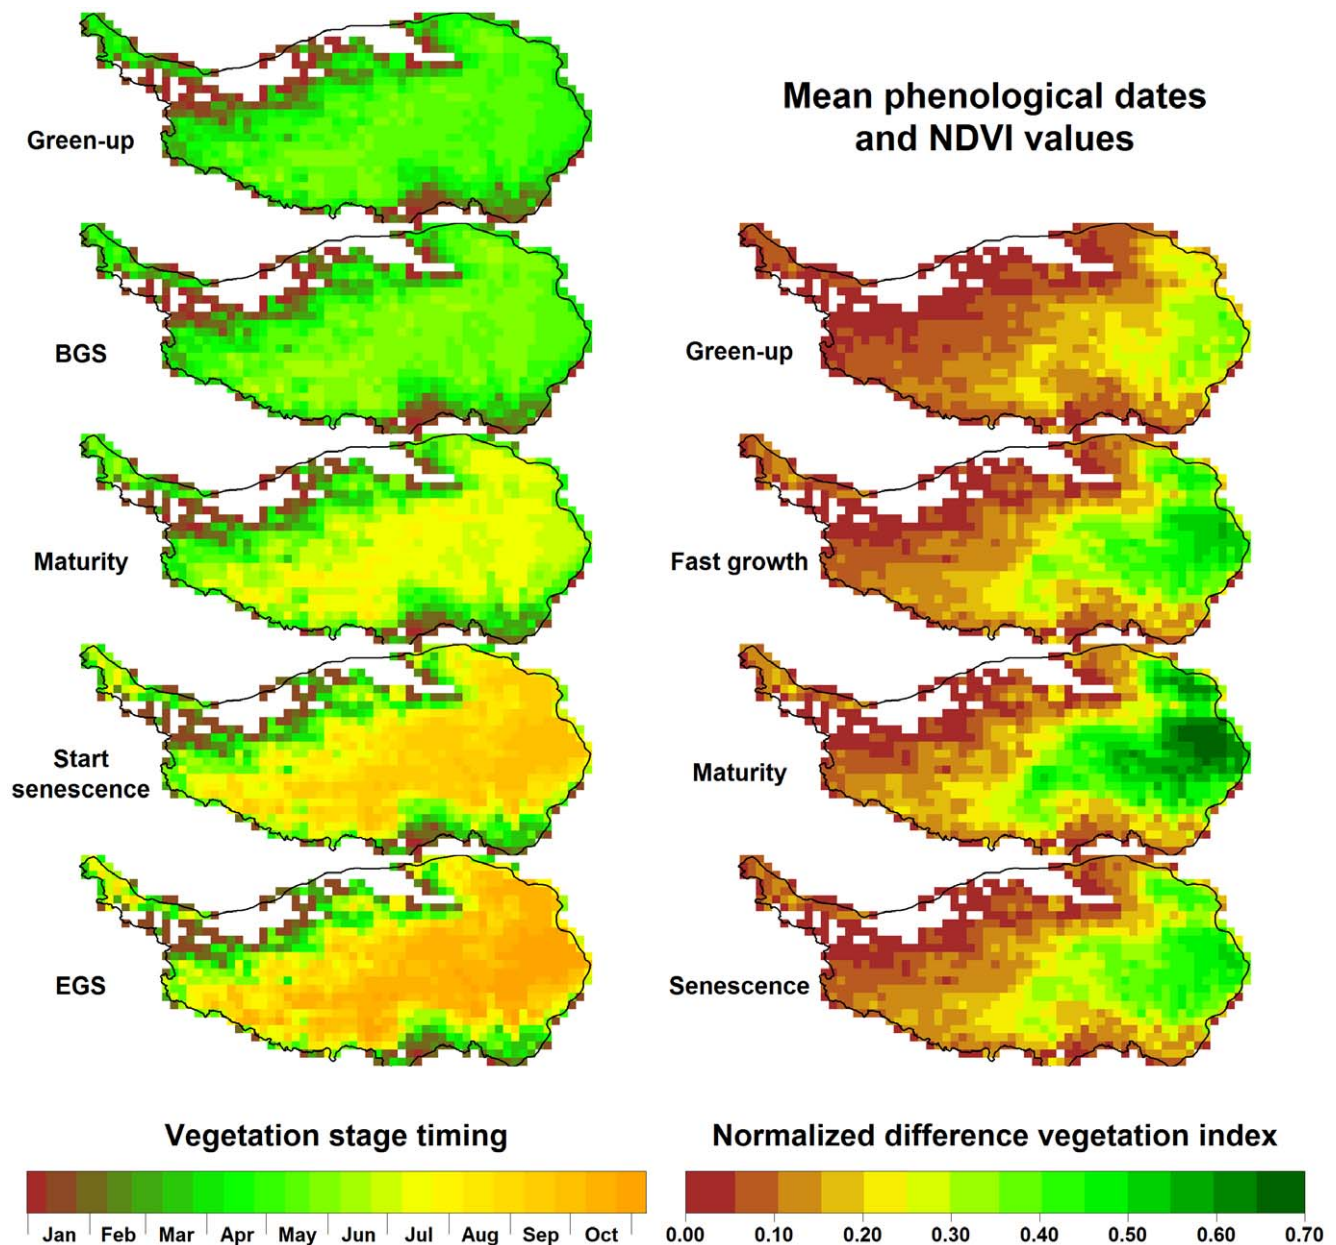 Mean phenological dates
and NDVI values
Green-up
BGS
Maturity
Start
senescence
EGS
Green-up
Fast growth
Maturity
Senescence
Vegetation stage timing
Jan Feb Mar Apr May Jun Jul Aug Sep Oct
Normalized difference vegetation index
0.00 0.10 0.20 0.30 0.40 0.50 0.60 0.70